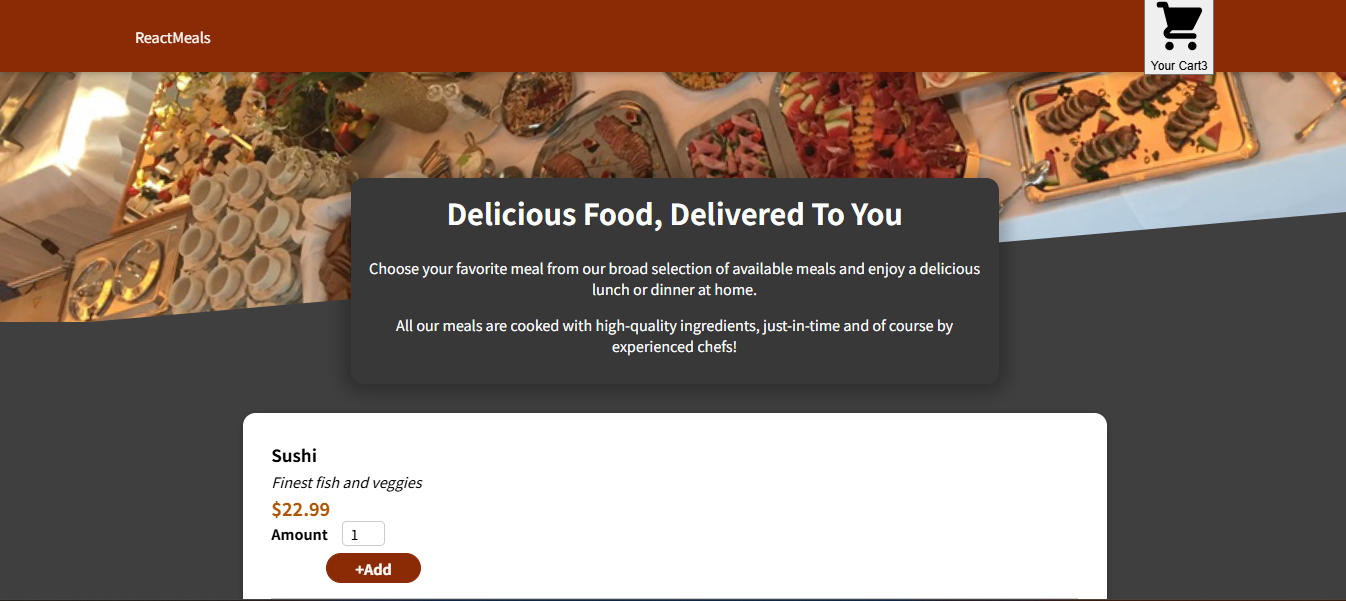 ReactMeals
Your Cart3
Delicious Food, Delivered To You
Choose your favorite meal from our broad selection of available meals and enjoy a delicious
lunch or dinner at home.
All our meals are cooked with high-quality ingredients, just-in-time and of course by
experienced chefs!
Sushi
Finest fish and veggies
$22.99
Amount 1
+Add